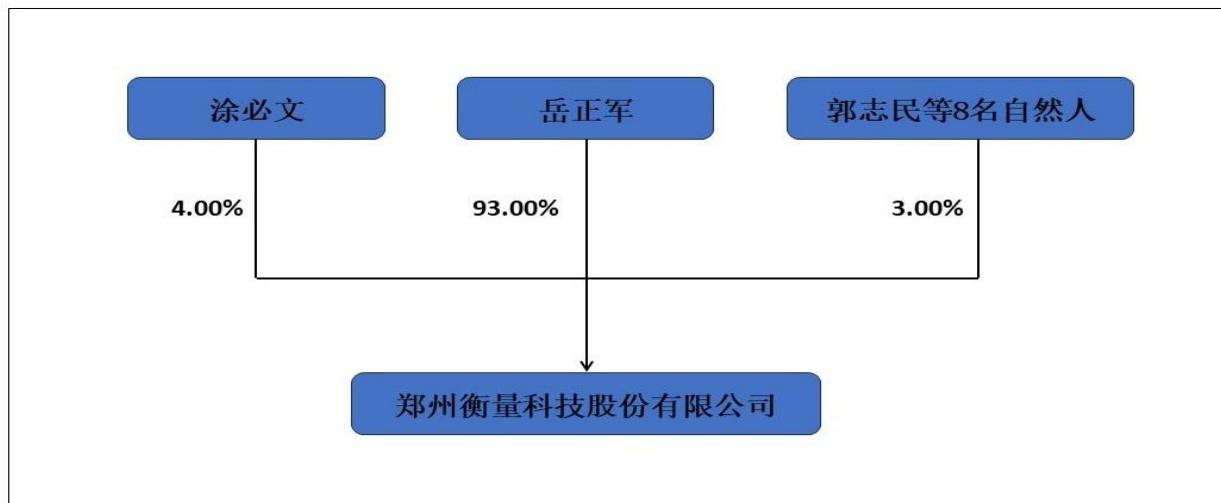 涂必文
岳正军
郭志民等8名自然人
4.00%
93.00%
3.00%
郑州衡量科技股份有限公司